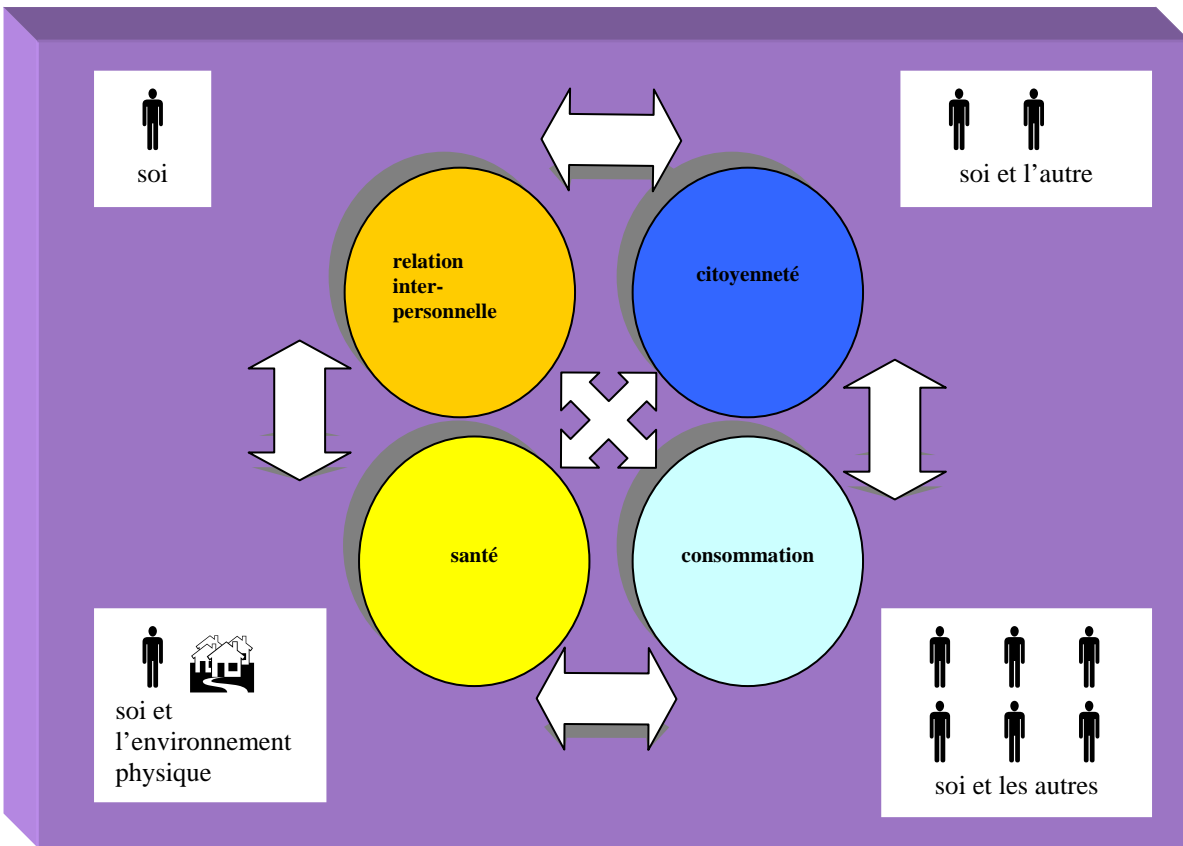 soi
soi et l'autre
relation
inter-
personnelle
citoyenneté
santé
consommation
soi et
l'environnement
physique
soi et les autres